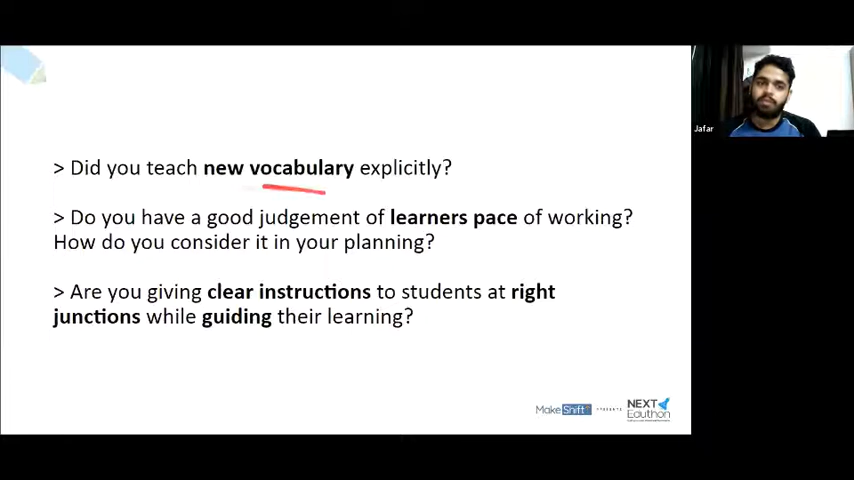 > Did you teach new vocabulary explicitly?
> Do you have a good judgement of learners pace of working?
How do you consider it in your planning?
> Are you giving clear instructions to students at right
junctions while guiding their learning?
Jafar
MakeShift PRESENTS NEXT
Eduthon